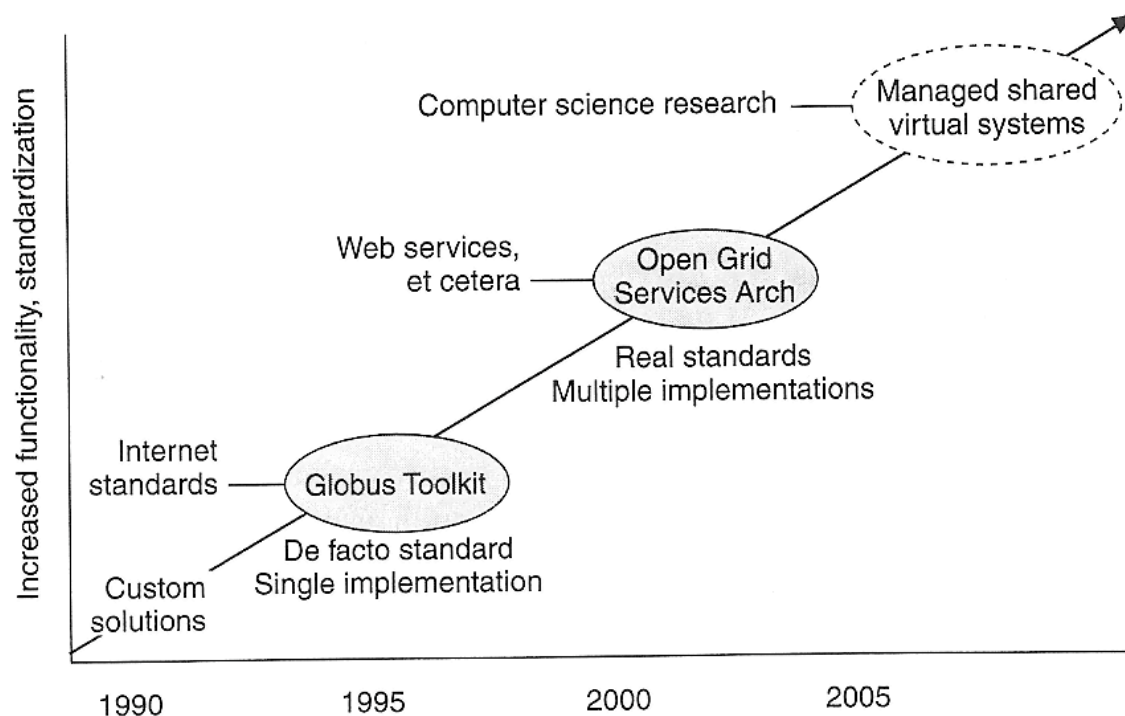 Increased functionality, standardization
Computer science research
Managed shared
virtual systems
Web services,
et cetera
Open Grid
Services Arch
Real standards
Multiple implementations
Internet
standards
Globus Toolkit
De facto standard
Single implementation
Custom
solutions
1990 1995 2000 2005